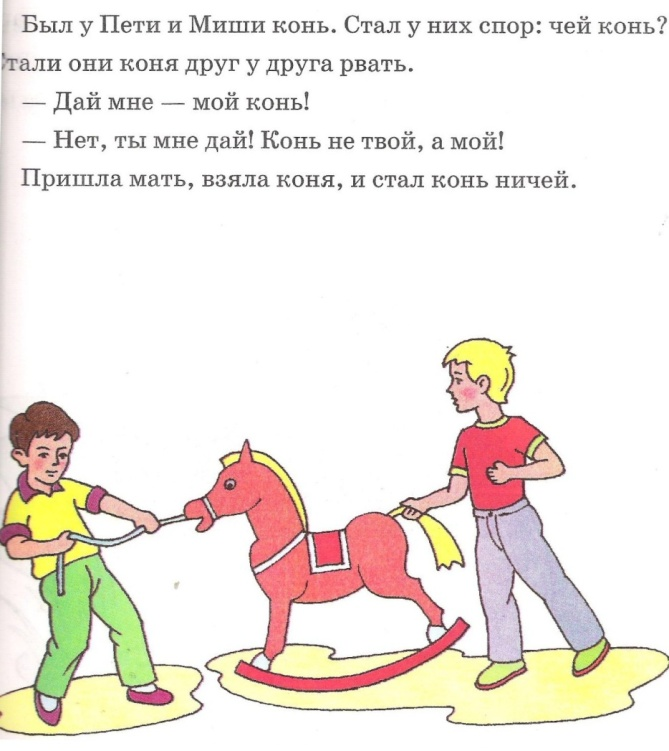 Был у Пети и Миши конь. Стал у них спор: чей конь?
тали они коня друг у друга рвать.
— Дай мне — мой конь!
— Нет, ты мне дай! Конь не твой, а мой!
Пришла мать, взяла коня, и стал конь ничей.